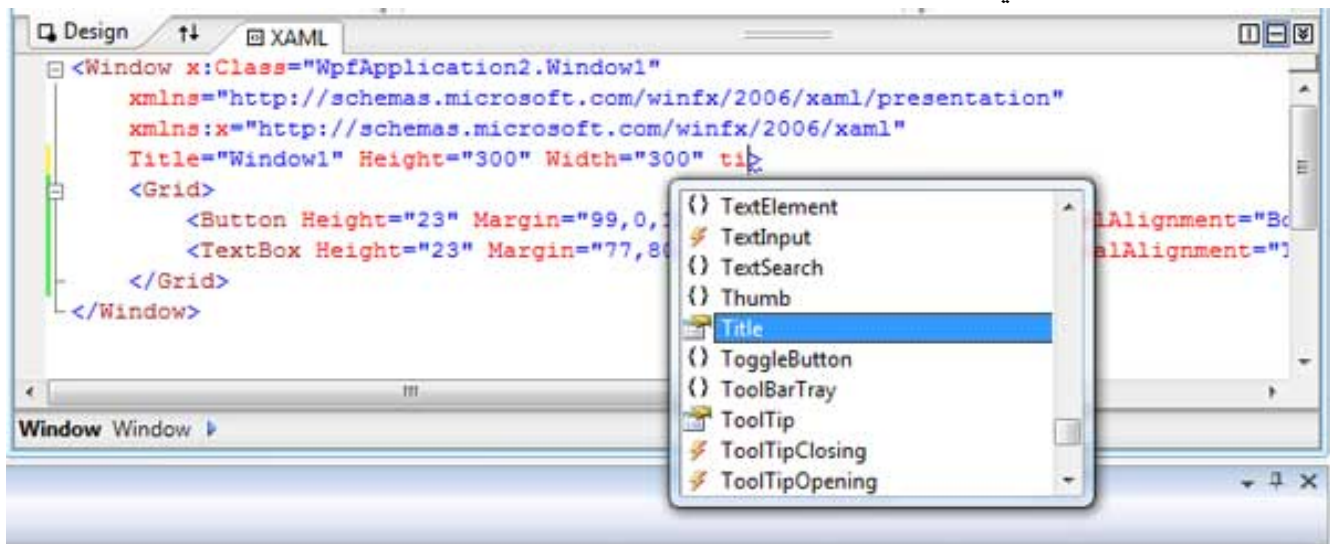 Design
XAML
<Window x:Class="WpfApplication2.Window1"
xmlns="http://schemas.microsoft.com/winfx/2006/xaml/presentation"
xmlns:x="http://schemas.microsoft.com/winfx/2006/xaml"
Title="Window1" Height="300" Width="300" ti>
<Grid>
<Button Height="23" Margin="99,0,1 lAlignment="Bo
<TextBox Height="23" Margin="77,80 alAlignment="T
</Grid>
</Window>
{} TextElement
TextInput
{} TextSearch
{} Thumb
Title
{} ToggleButton
{} ToolBarTray
ToolTip
ToolTipClosing
ToolTipOpening
Window Window